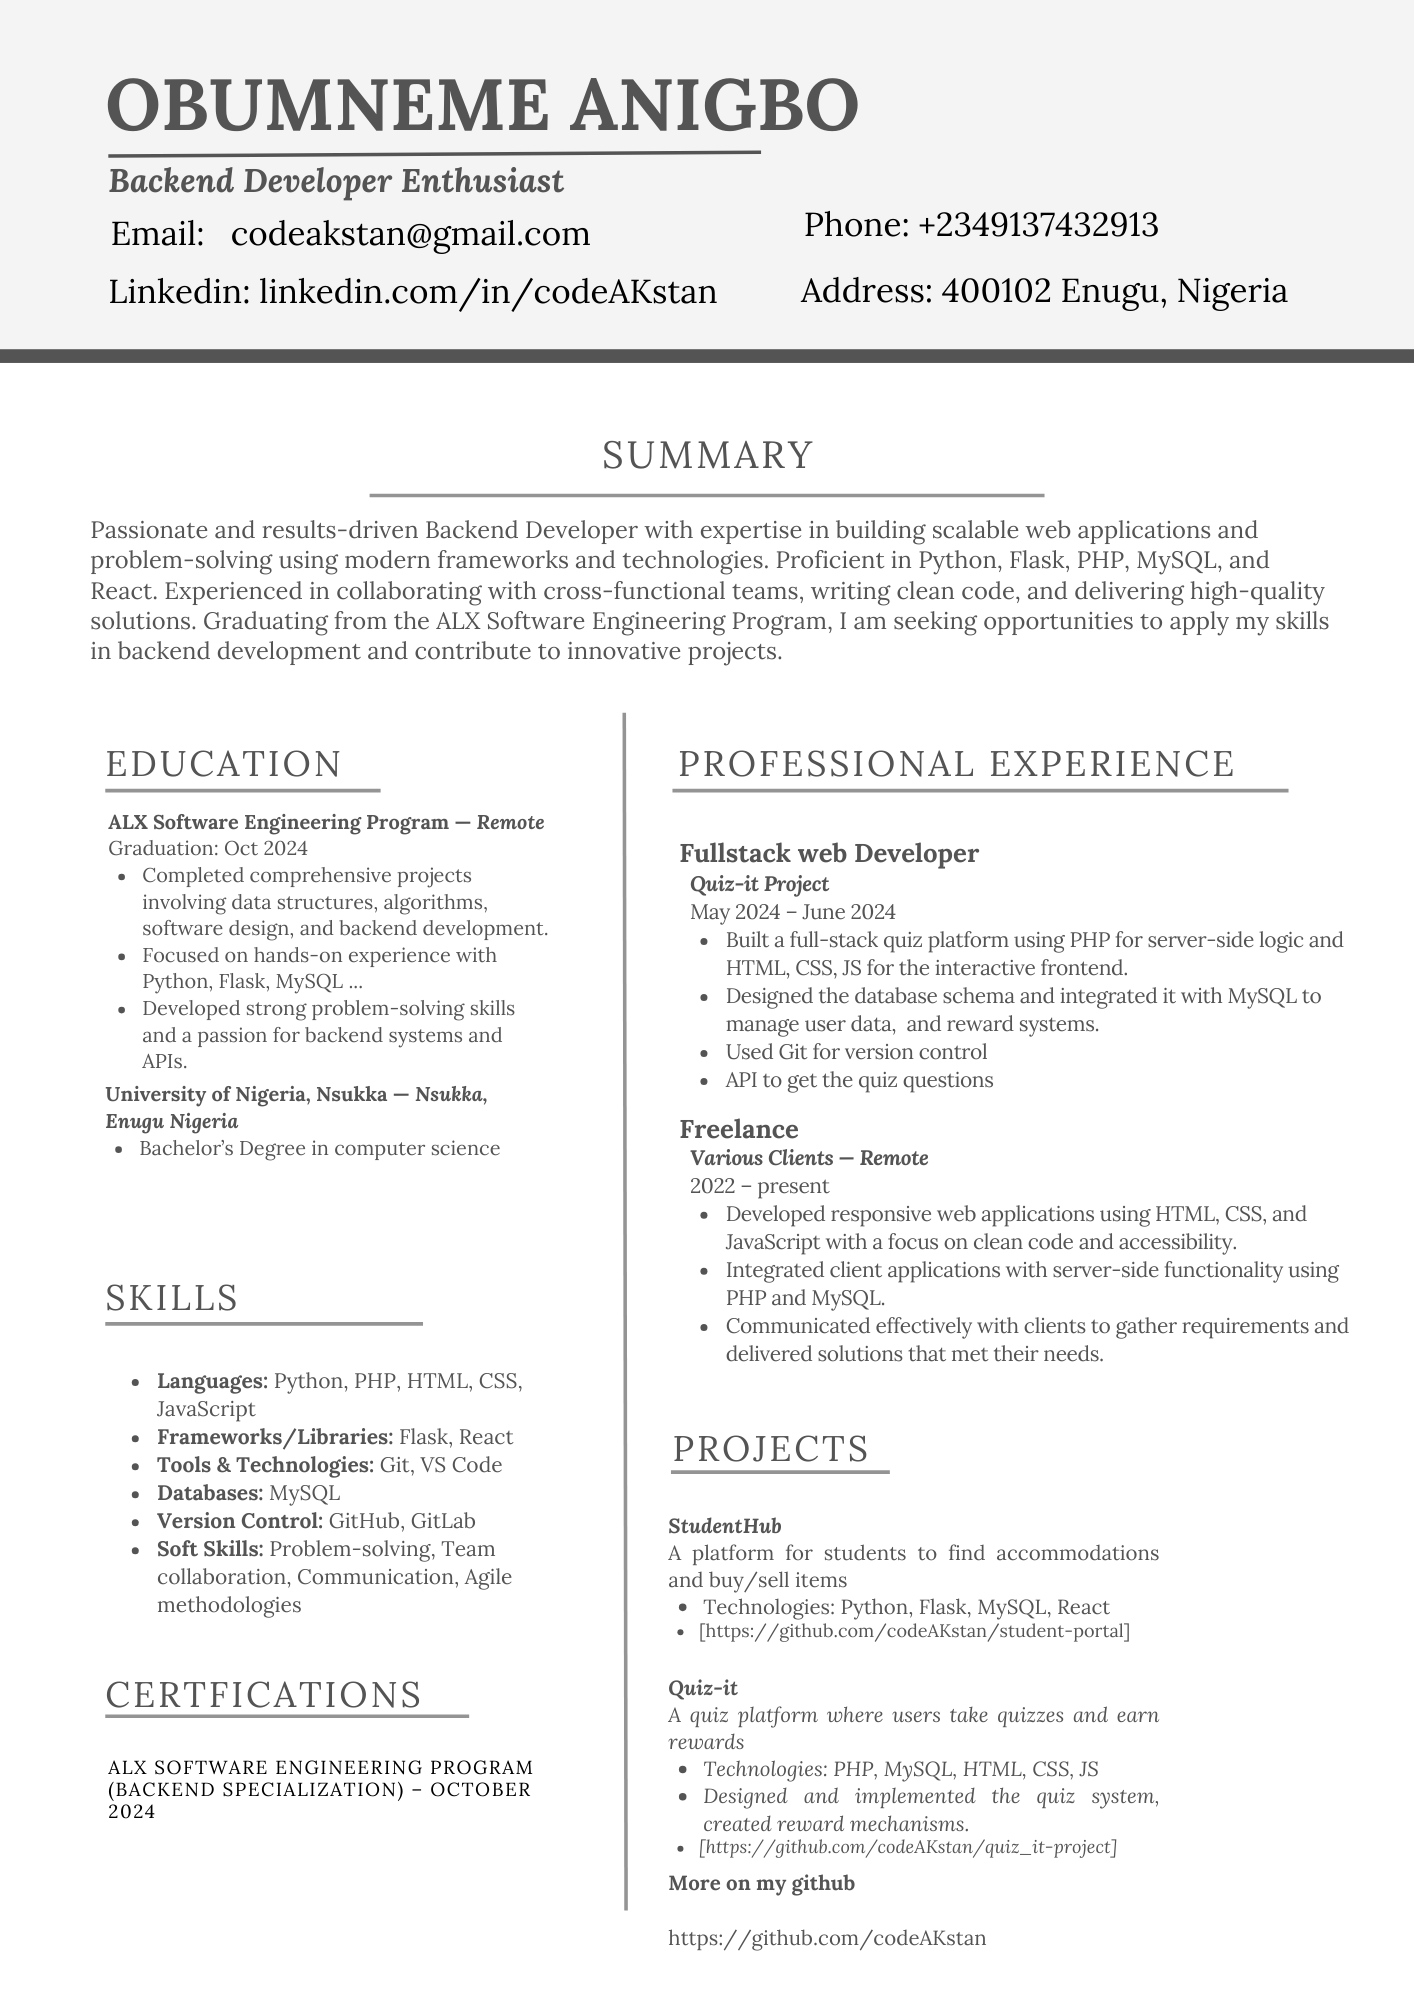 OBUMNEME ANIGBO
Backend Developer Enthusiast
Email: codeakstan@gmail.com
Phone: +2349137432913
Linkedin: linkedin.com/in/codeAKstan
Address: 400102 Enugu, Nigeria
SUMMARY
Passionate and results-driven Backend Developer with expertise in building scalable web applications and
problem-solving using modern frameworks and technologies. Proficient in Python, Flask, PHP, MySQL, and
React. Experienced in collaborating with cross-functional teams, writing clean code, and delivering high-quality
solutions. Graduating from the ALX Software Engineering Program, I am seeking opportunities to apply my skills
in backend development and contribute to innovative projects.
EDUCATION
ALX Software Engineering Program — Remote
Graduation: Oct 2024
• Completed comprehensive projects
involving data structures, algorithms,
software design, and backend development.
• Focused on hands-on experience with
Python, Flask, MySQL ...
• Developed strong problem-solving skills
and a passion for backend systems and
APIs.
University of Nigeria, Nsukka — Nsukka,
Enugu Nigeria
• Bachelor’s Degree in computer science
SKILLS
• Languages: Python, PHP, HTML, CSS,
JavaScript
• Frameworks/Libraries: Flask, React
• Tools & Technologies: Git, VS Code
• Databases: MySQL
• Version Control: GitHub, GitLab
• Soft Skills: Problem-solving, Team
collaboration, Communication, Agile
methodologies
CERTFICATIONS
ALX SOFTWARE ENGINEERING PROGRAM
(BACKEND SPECIALIZATION) – OCTOBER
2024
PROFESSIONAL EXPERIENCE
Fullstack web Developer
Quiz-it Project
May 2024 – June 2024
• Built a full-stack quiz platform using PHP for server-side logic and
HTML, CSS, JS for the interactive frontend.
• Designed the database schema and integrated it with MySQL to
manage user data,  and reward systems.
• Used Git for version control
• API to get the quiz questions
Freelance
Various Clients — Remote
2022 – present
• Developed responsive web applications using HTML, CSS, and
JavaScript with a focus on clean code and accessibility.
• Integrated client applications with server-side functionality using
PHP and MySQL.
• Communicated effectively with clients to gather requirements and
delivered solutions that met their needs.
PROJECTS
StudentHub
A platform for students to find accommodations
and buy/sell items
• Technologies: Python, Flask, MySQL, React
• [https://github.com/codeAKstan/student-portal]
Quiz-it
A quiz platform where users take quizzes and earn
rewards
• Technologies: PHP, MySQL, HTML, CSS, JS
• Designed and implemented the quiz system,
created reward mechanisms.
• [https://github.com/codeAKstan/quiz_it-project]
More on my github
https://github.com/codeAKstan